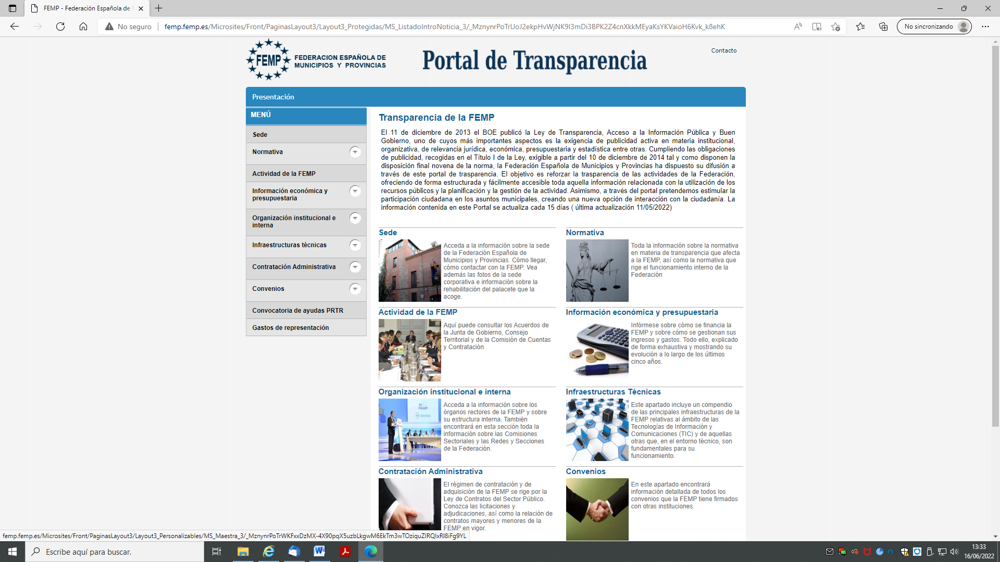 FEMP - Federación Española de
No seguro
femp.femp.es/Microsites/Front/PaginasLayout3/Layout3_Protegidas/MS_ListadoIntroNoticia_3/_MznynrPoTrUoJ2ekpHvWjNK9I3mDi3BPK2Z4cnXkkMEyaKsYKVaioH6Kvk_k8ehK
No sincronizando
FEMP
FEDERACION ESPAÑOLA DE
MUNICIPIOS Y PROVINCIAS
Portal de Transparencia
Contacto
Presentación
MENÚ
Sede
Normativa
Actividad de la FEMP
Información económica y
presupuestaria
Organización institucional e
interna
Infraestructuras técnicas
Contratación Administrativa
Convenios
Convocatoria de ayudas PRTR
Gastos de representación
Transparencia de la FEMP
El 11 de diciembre de 2013 el BOE publicó la Ley de Transparencia, Acceso a la Información Pública y Buen
Gobierno, uno de cuyos más importantes aspectos es la exigencia de publicidad activa en materia institucional,
organizativa, de relevancia jurídica, económica, presupuestaria y estadística entre otras. Cumpliendo las obligaciones
de publicidad, recogidas en el Título I de la Ley, exigible a partir del 10 de diciembre de 2014 tal y como disponen la
disposición final novena de la norma, la Federación Española de Municipios y Provincias ha dispuesto su difusión a
través de este portal de trasparencia. El objetivo es reforzar la trasparencia de las actividades de la Federación,
ofreciendo de forma estructurada y fácilmente accesible toda aquella información relacionada con la utilización de los
recursos públicos y la planificación y la gestión de la actividad. Asimismo, a través del portal pretendemos estimular la
participación ciudadana en los asuntos municipales, creando una nueva opción de interacción con la ciudadanía. La
información contenida en este Portal se actualiza cada 15 días ( última actualización 11/05/2022)
Sede
Acceda a la información sobre la sede
de la Federación Española de
Municipios y Provincias. Cómo llegar,
cómo contactar con la FEMP. Vea
además las fotos de la sede
corporativa e información sobre la
rehabilitación del palacete que la
acoge.
Normativa
Toda la información sobre la normativa
en materia de transparencia que afecta
a la FEMP, así como la normativa que
rige el funcionamiento interno de la
Federación
Actividad de la FEMP
Aquí puede consultar los Acuerdos de
la Junta de Gobierno, Consejo
Territorial y de la Comisión de Cuentas
y Contratación
Información económica y presupuestaria
Infórmese sobre cómo se financia la
FEMP y sobre cómo se gestionan sus
ingresos y gastos. Todo ello, explicado
de forma exhaustiva y mostrando su
evolución a lo largo de los últimos
cinco años.
Organización institucional e interna
XI
FEMP
Acceda a la información sobre los
órganos rectores de la FEMP y sobre
su estructura interna. También
encontrará en esta sección toda la
información sobre las Comisiones
Sectoriales y las Redes y Secciones
de la Federación.
Infraestructuras Técnicas
Este apartado incluye un compendio
de las principales infraestructuras de la
FEMP relativas al ámbito de las
Tecnologías de Información y
Comunicaciones (TIC) y de aquellas
otras que, en el entorno técnico, son
fundamentales para su
funcionamiento.
Contratación Administrativa
El régimen de contratación y de
adquisición de la FEMP se rige por la
Ley de Contratos del Sector Público.
Conozca las licitaciones y
adjudicaciones, así como la relación de
contratos mayores y menores de la
FEMP en vigor.
Convenios
En este apartado encontrará
información detallada de todos los
convenios que la FEMP tiene firmados
con otras instituciones.
femp.femp.es/Microsites/Front/PaginasLayout3/Layout3_Personalizables/MS_Maestra_3/_MznynrPoTrWKFxxDzMX-4X90pqX5uzbLkgwM6EkTm3wTOziquZIRQIxRI8iFg9YL
Escribe aquí para buscar.
13:33
16/06/2022